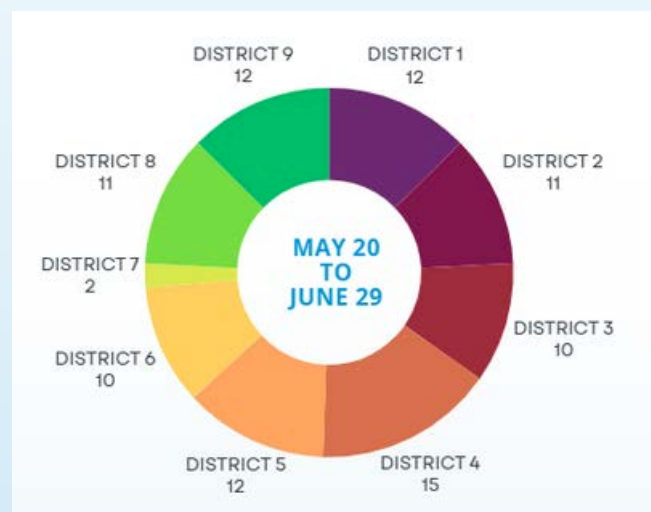 DISTRICT 9
12
DISTRICT 1
12
DISTRICT 8
11
DISTRICT 2
11
MAY 20
TO
JUNE 29
DISTRICT 7
2
DISTRICT 3
10
DISTRICT 6
10
DISTRICT 5
12
DISTRICT 4
15